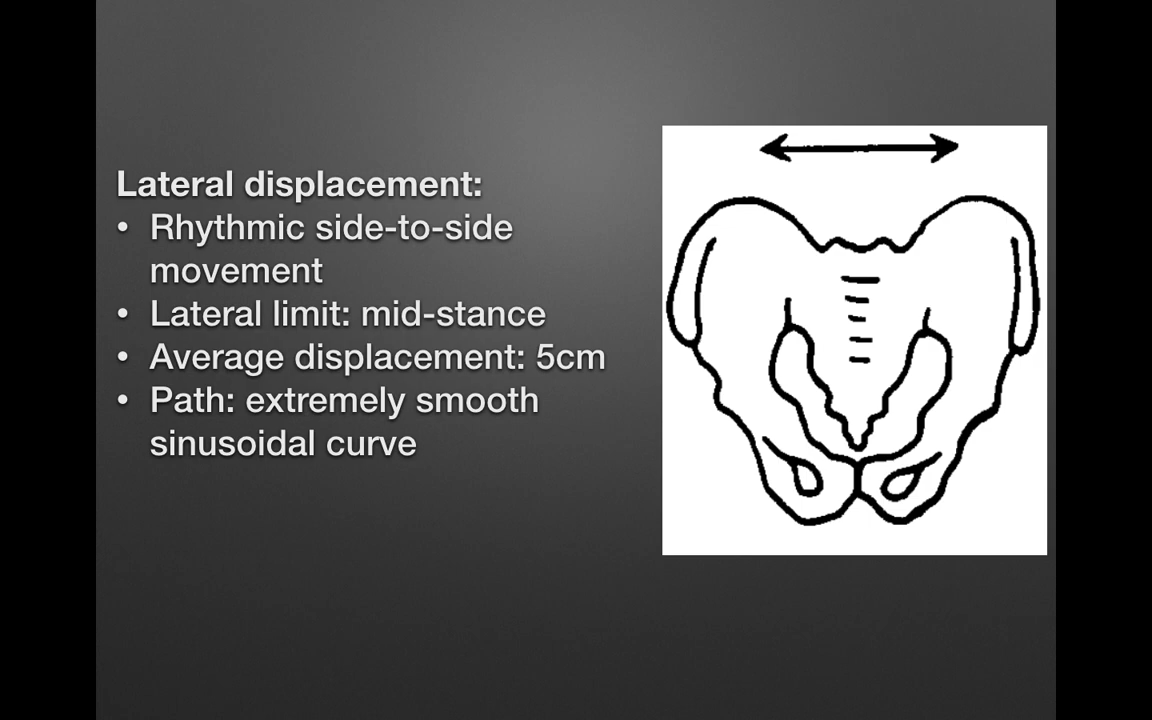 Lateral displacement:
• Rhythmic side-to-side
movement
• Lateral limit: mid-stance
• Average displacement: 5cm
• Path: extremely smooth
sinusoidal curve